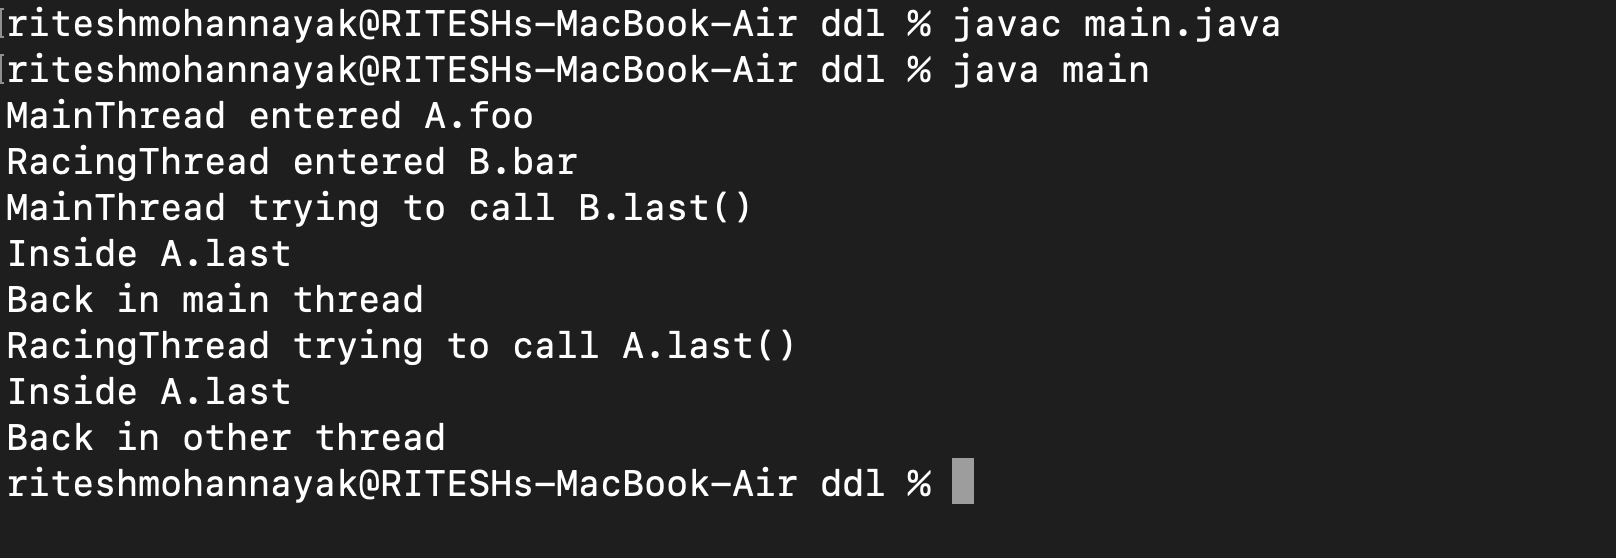 riteshmohannayak@RITESHs-MacBook-Air ddl % javac main.java
riteshmohannayak@RITESHs-MacBook-Air ddl % java main
MainThread entered A.foo
RacingThread entered B.bar
MainThread trying to call B.last()
Inside A.last
Back in main thread
RacingThread trying to call A.last()
Inside A.last
Back in other thread
riteshmohannayak@RITESHs-MacBook-Air ddl %